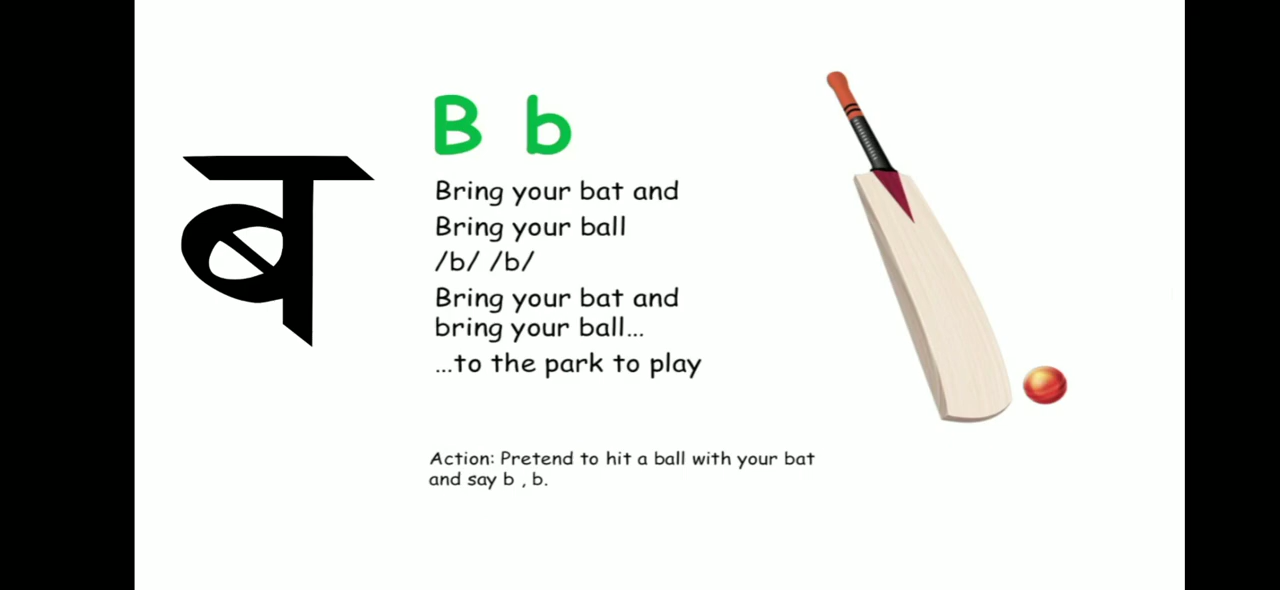 ब
B b
Bring your bat and
Bring your ball
/b/ /b/
Bring your bat and
bring your ball...
...to the park to play
Action: Pretend to hit a ball with your bat
and say b , b.